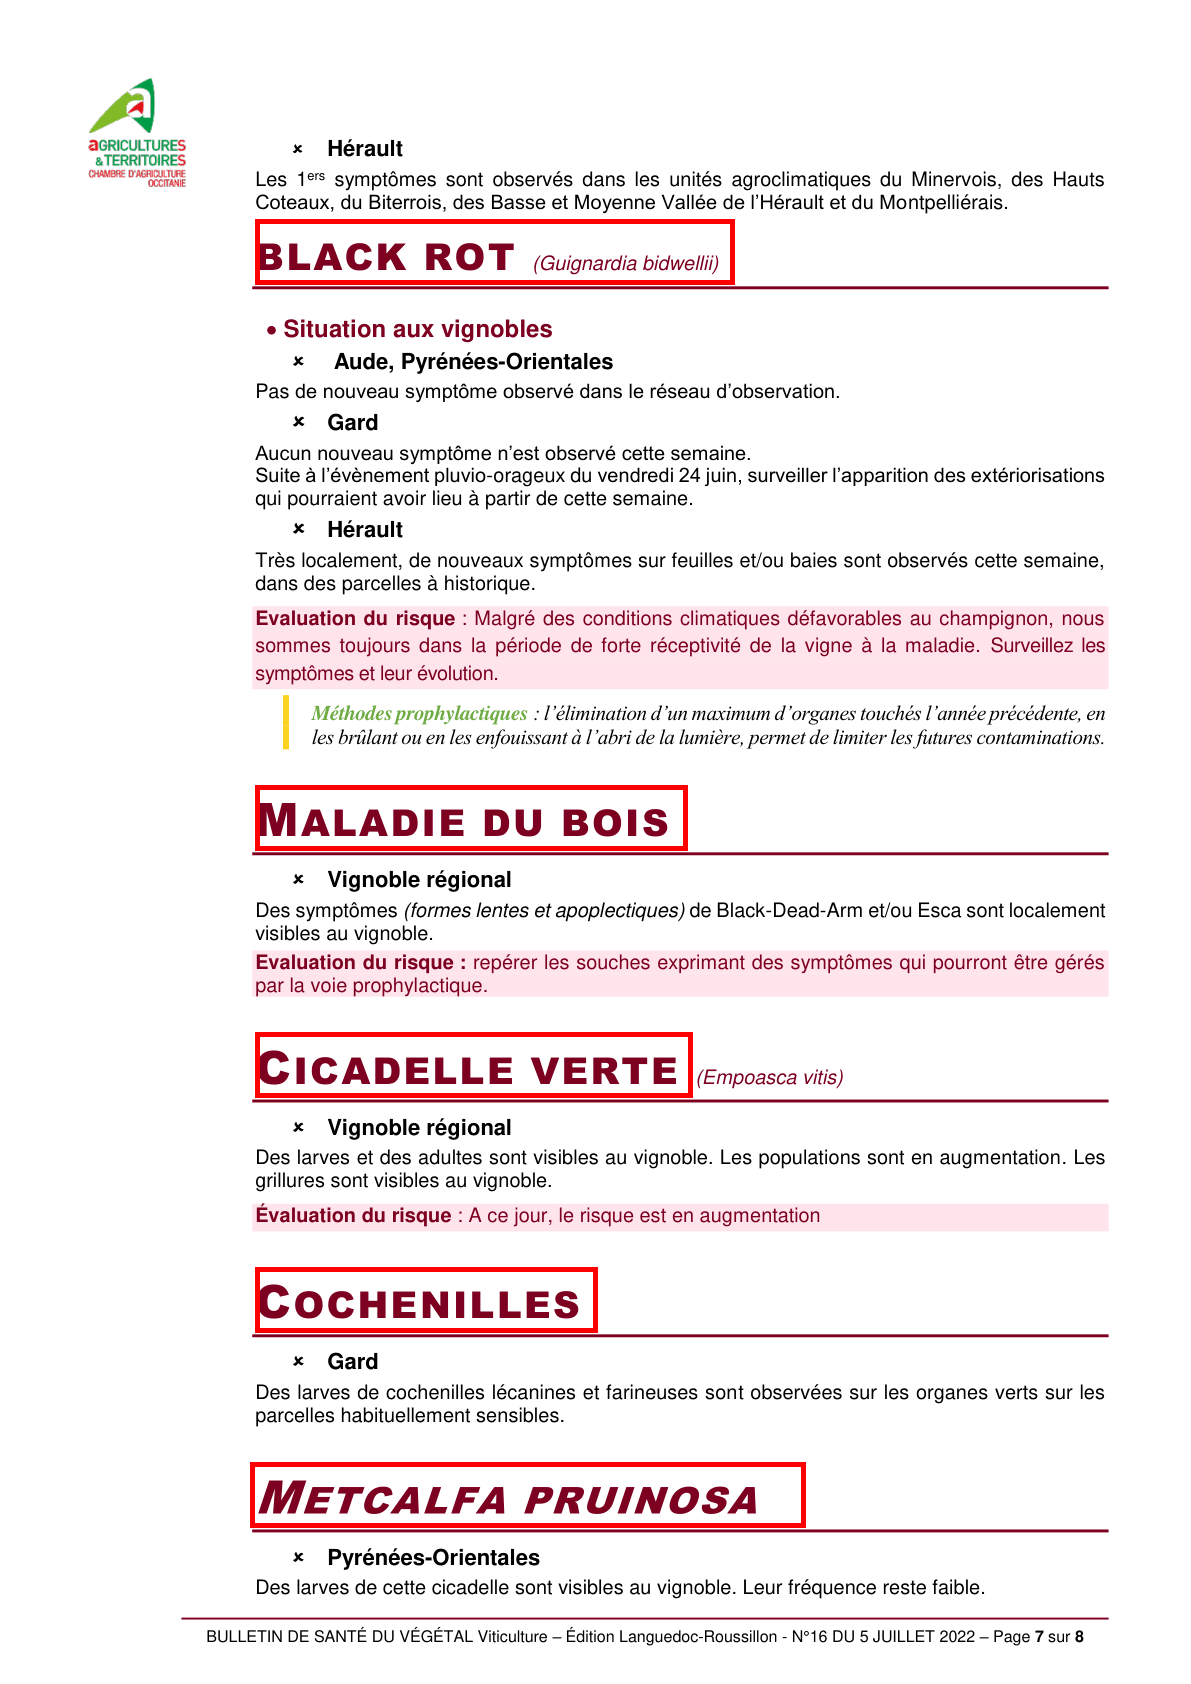 AGRICULTURES
& TERRITOIRES
CHAMBRE D'AGRICULTURE
OCCITANIE
× Hérault
Les 1ers symptômes sont observés dans les unités agroclimatiques du Minervois, des Hauts
Coteaux, du Biterrois, des Basse et Moyenne Vallée de l'Hérault et du Montpelliérais.
BLACK ROT (Guignardia bidwellii)
• Situation aux vignobles
× Aude, Pyrénées-Orientales
Pas de nouveau symptôme observé dans le réseau d'observation.
× Gard
Aucun nouveau symptôme n'est observé cette semaine.
Suite à l'évènement pluvio-orageux du vendredi 24 juin, surveiller l'apparition des extériorisations
qui pourraient avoir lieu à partir de cette semaine.
× Hérault
Très localement, de nouveaux symptômes sur feuilles et/ou baies sont observés cette semaine,
dans des parcelles à historique.
Evaluation du risque : Malgré des conditions climatiques défavorables au champignon, nous
sommes toujours dans la période de forte réceptivité de la vigne à la maladie. Surveillez les
symptômes et leur évolution.
Méthodes prophylactiques : l'élimination d'un maximum d'organes touchés l'année précédente, en
les brûlant ou en les enfouissant à l'abri de la lumière, permet de limiter les futures contaminations.
MALADIE DU BOIS
× Vignoble régional
Des symptômes (formes lentes et apoplectiques) de Black-Dead-Arm et/ou Esca sont localement
visibles au vignoble.
Evaluation du risque : repérer les souches exprimant des symptômes qui pourront être gérés
par la voie prophylactique.
CICADELLE VERTE (Empoasca vitis)
× Vignoble régional
Des larves et des adultes sont visibles au vignoble. Les populations sont en augmentation. Les
grillures sont visibles au vignoble.
Évaluation du risque : A ce jour, le risque est en augmentation
COCHENILLES
× Gard
Des larves de cochenilles lécanines et farineuses sont observées sur les organes verts sur les
parcelles habituellement sensibles.
METCALFA PRUINOSA
× Pyrénées-Orientales
Des larves de cette cicadelle sont visibles au vignoble. Leur fréquence reste faible.
BULLETIN DE SANTÉ DU VÉGÉTAL Viticulture – Édition Languedoc-Roussillon - N°16 DU 5 JUILLET 2022 – Page 7 sur 8